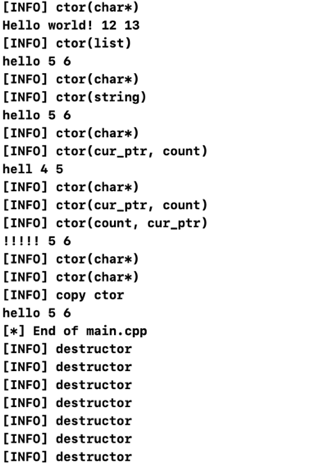 [INFO] ctor(char*)
Hello world! 12 13
[INFO] ctor(list)
hello 5 6
[INFO] ctor(char*)
[INFO] ctor(string)
hello 5 6
[INFO] ctor(char*)
[INFO] ctor(cur_ptr, count)
hell 4 5
[INFO] ctor(char*)
[INFO] ctor(cur_ptr, count)
[INFO] ctor(count, cur_ptr)
!!!!! 5 6
[INFO] ctor(char*)
[INFO] ctor(char*)
[INFO] copy ctor
hello 5 6
[*] End of main.cpp
[INFO] destructor
[INFO] destructor
[INFO] destructor
[INFO] destructor
[INFO] destructor
[INFO] destructor
[INFO] destructor